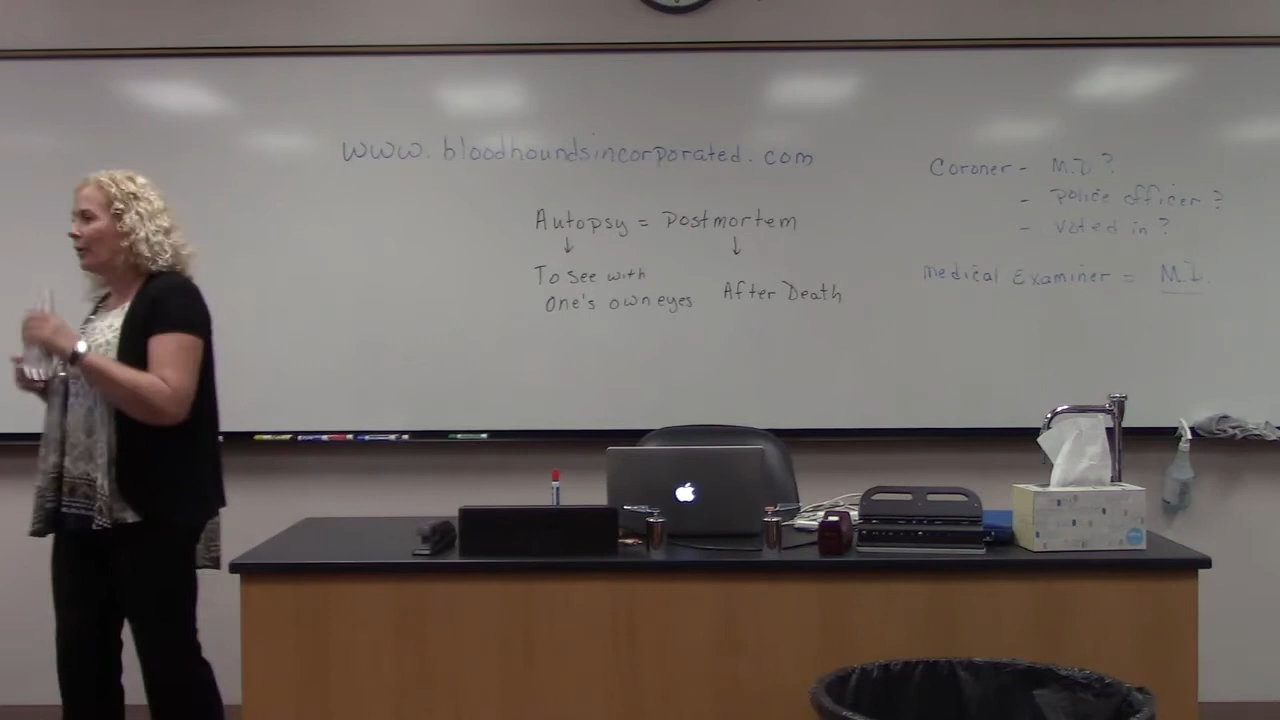 www.bloodhoundsincorporated.com
Autopsy = Postmortem
↓ ↓
To see with
one's own eyes After Death
Coroner - M.D?
- Police officer?
- Voted in?
Medical Examiner = M.D.